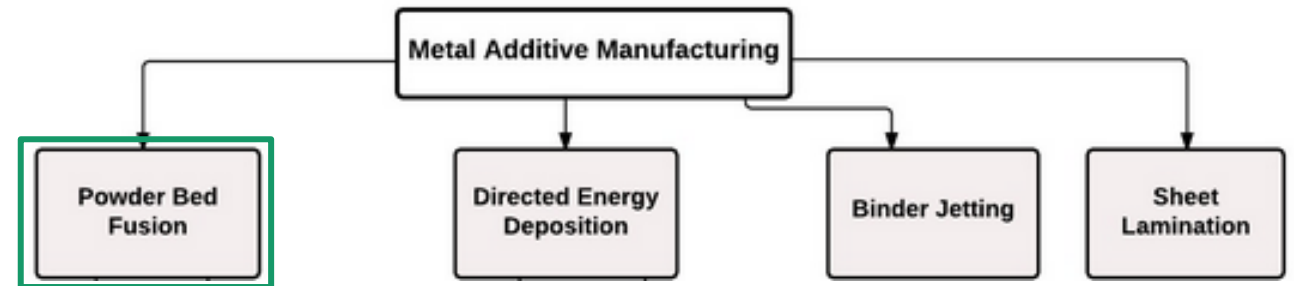 Metal Additive Manufacturing
Powder Bed
Fusion
Directed Energy
Deposition
Binder Jetting
Sheet
Lamination